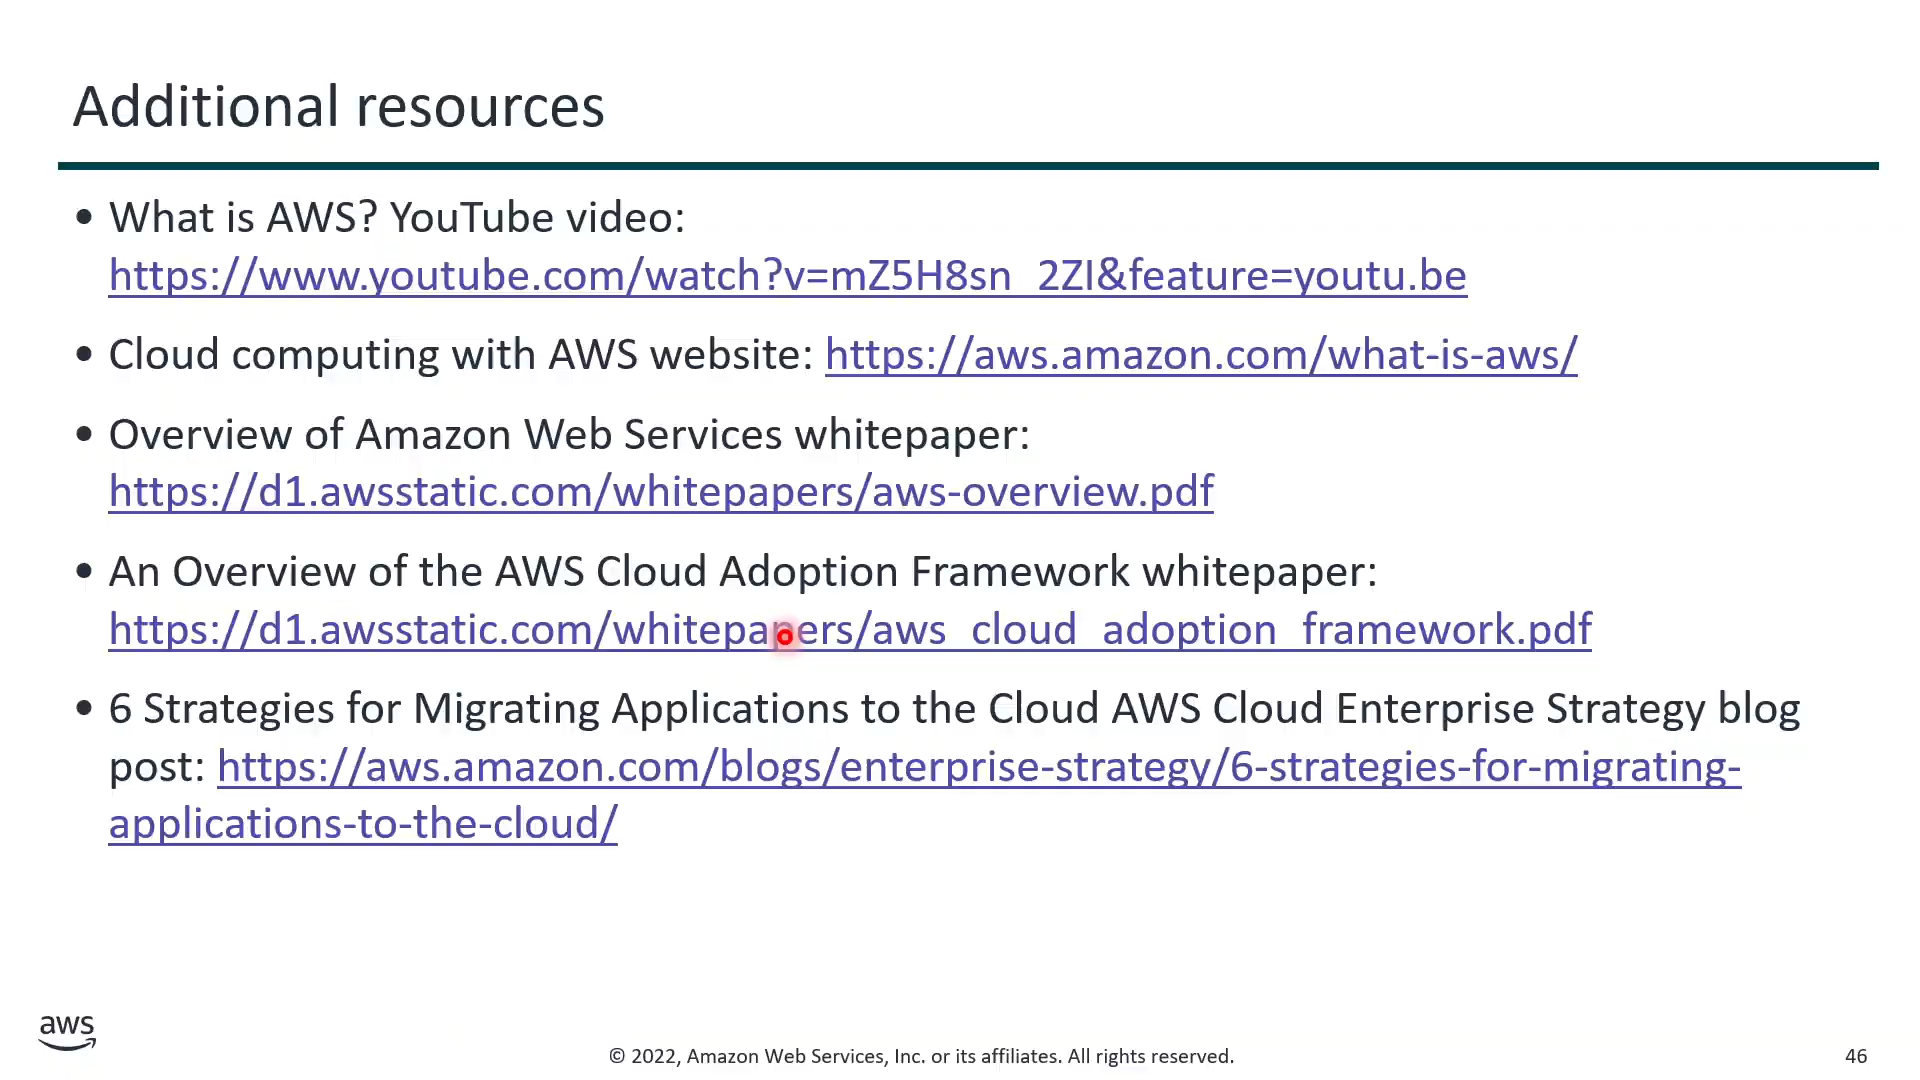 Additional resources
• What is AWS? YouTube video:
https://www.youtube.com/watch?v=mZ5H8sn_2ZI&feature=youtu.be
• Cloud computing with AWS website: https://aws.amazon.com/what-is-aws/
• Overview of Amazon Web Services whitepaper:
https://d1.awsstatic.com/whitepapers/aws-overview.pdf
• An Overview of the AWS Cloud Adoption Framework whitepaper:
https://d1.awsstatic.com/whitepapers/aws_cloud_adoption_framework.pdf
• 6 Strategies for Migrating Applications to the Cloud AWS Cloud Enterprise Strategy blog
post: https://aws.amazon.com/blogs/enterprise-strategy/6-strategies-for-migrating-
applications-to-the-cloud/
aws
© 2022, Amazon Web Services, Inc. or its affiliates. All rights reserved.
46